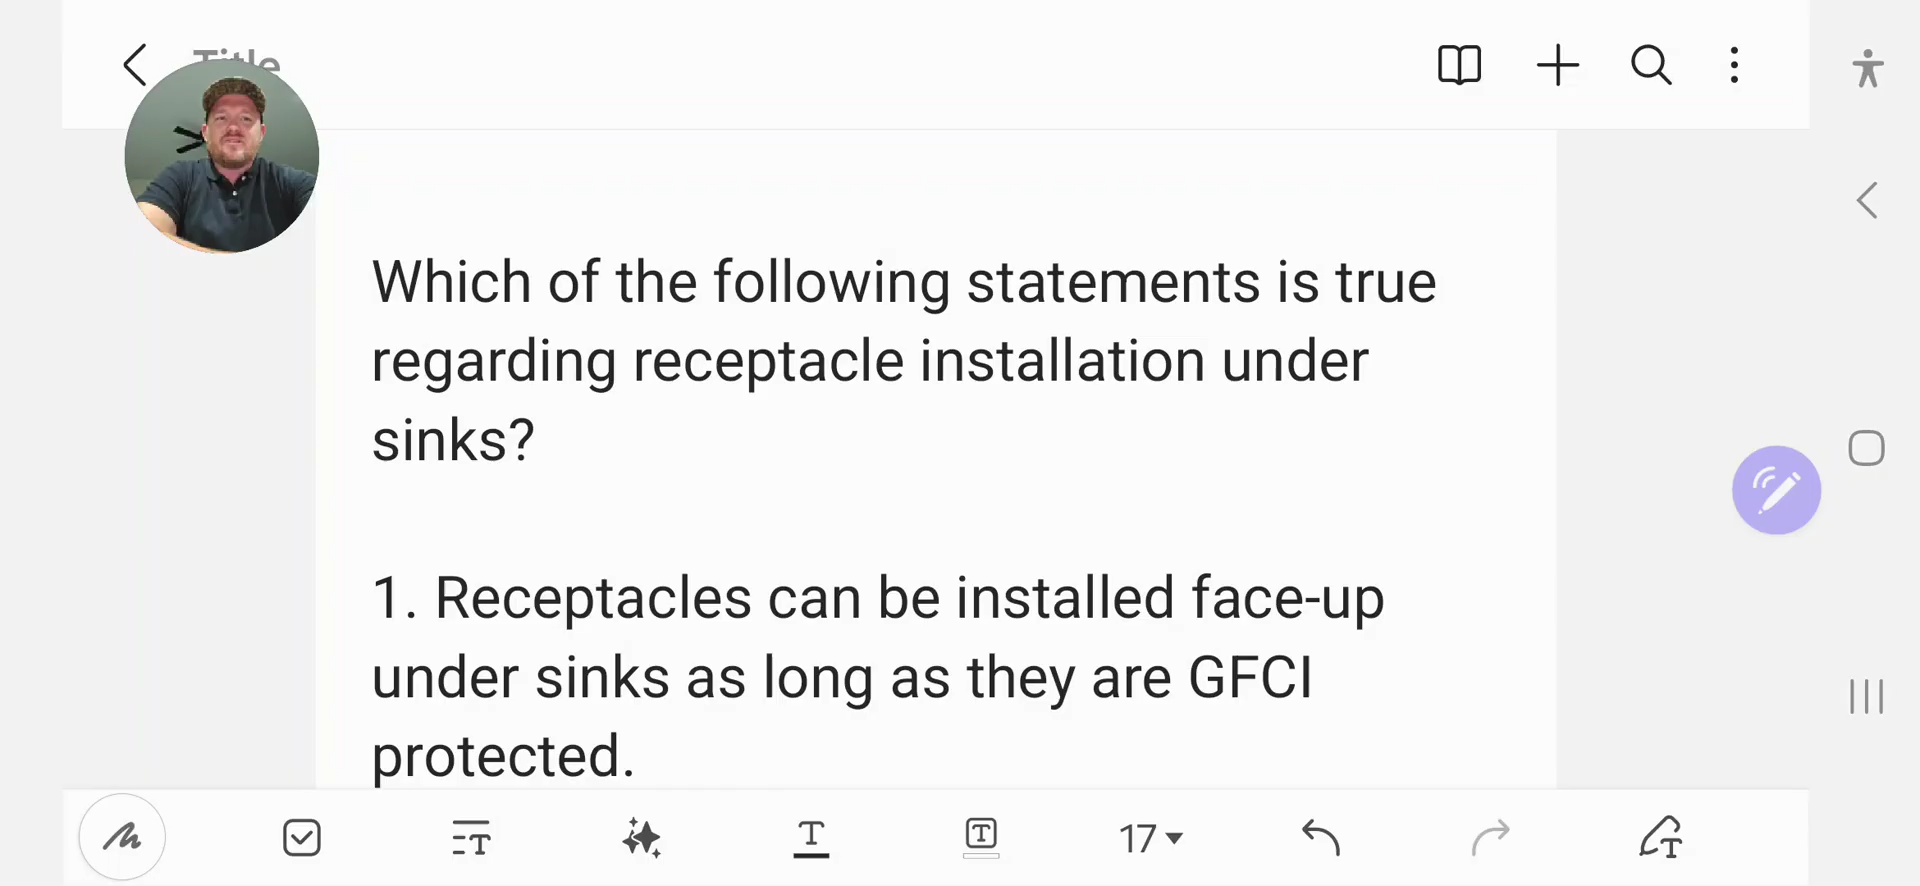 Title
Which of the following statements is true
regarding receptacle installation under
sinks?
1. Receptacles can be installed face-up
under sinks as long as they are GFCI
protected.
17